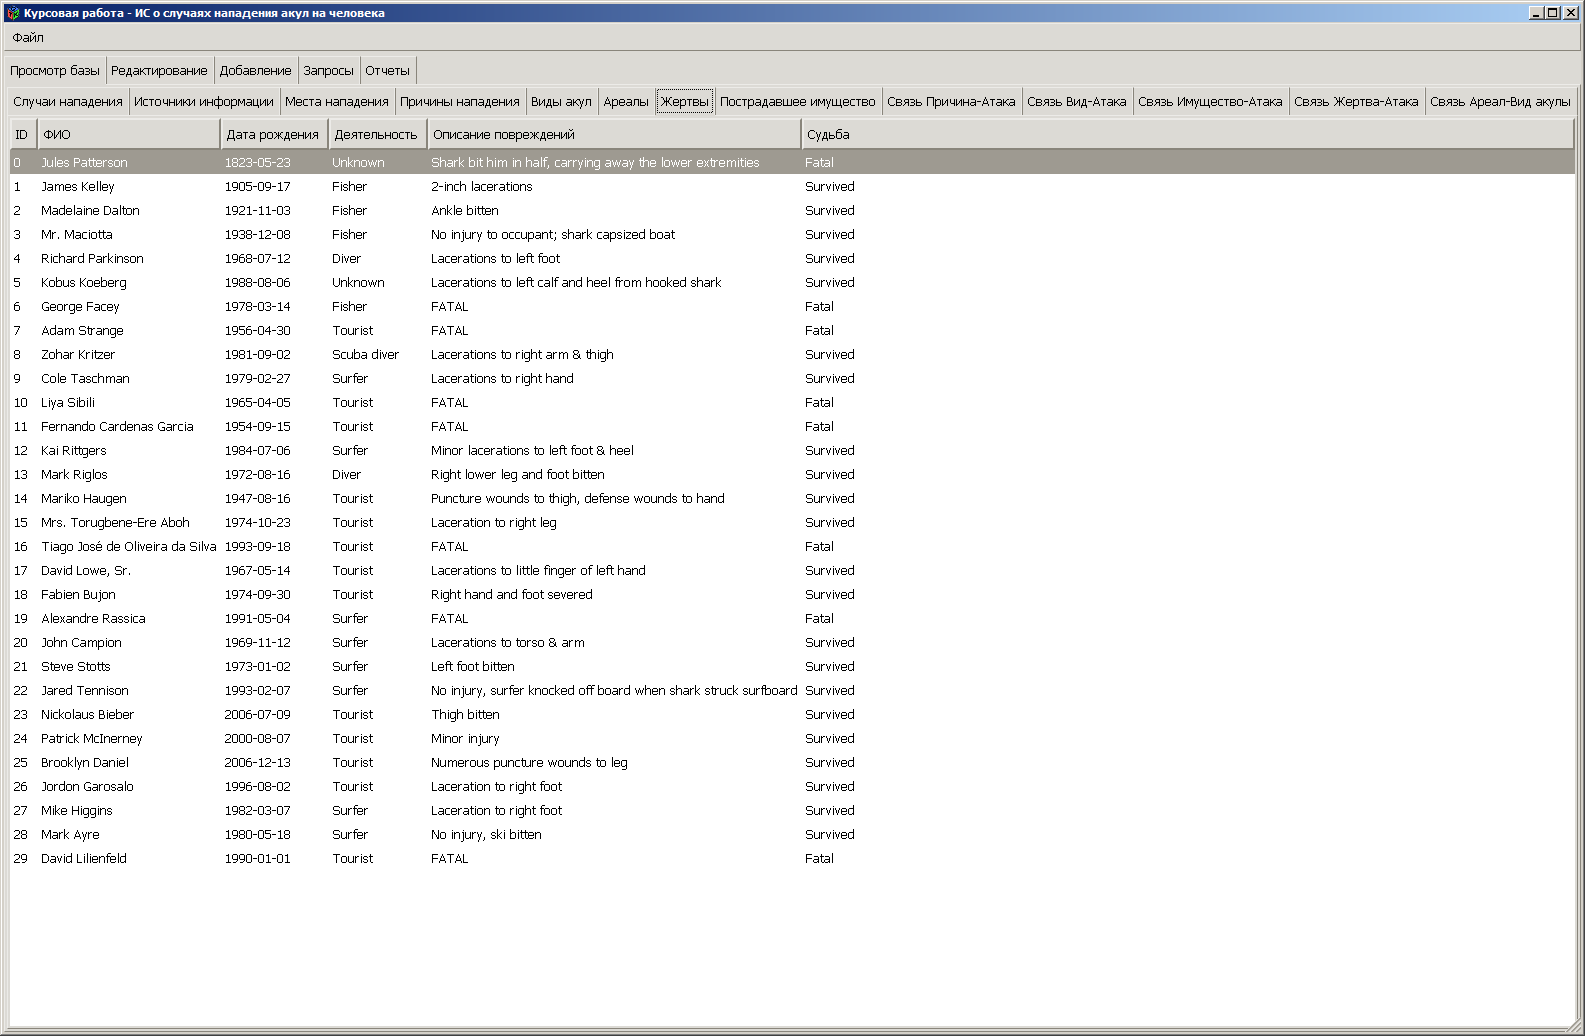 Курсовая работа - ИС о случаях нападения акул на человека
Файл
Просмотр базы Редактирование Добавление Запросы Отчеты
Случаи нападения Источники информации Места нападения Причины нападения Виды акул Ареалы Жертвы Пострадавшее имущество Связь Причина-Атака Связь Вид-Атака Связь Имущество-Атака Связь Жертва-Атака Связь Ареал-Вид акулы
ID ФИО Дата рождения Деятельность Описание повреждений Судьба
0 Jules Patterson 1823-05-23 Unknown Shark bit him in half, carrying away the lower extremities Fatal
1 James Kelley 1905-09-17 Fisher 2-inch lacerations Survived
2 Madelaine Dalton 1921-11-03 Fisher Ankle bitten Survived
3 Mr. Maciotta 1938-12-08 Fisher No injury to occupant; shark capsized boat Survived
4 Richard Parkinson 1968-07-12 Diver Lacerations to left foot Survived
5 Kobus Koeberg 1988-08-06 Unknown Lacerations to left calf and heel from hooked shark Survived
6 George Facey 1978-03-14 Fisher FATAL Fatal
7 Adam Strange 1956-04-30 Tourist FATAL Fatal
8 Zohar Kritzer 1981-09-02 Scuba diver Lacerations to right arm & thigh Survived
9 Cole Taschman 1979-02-27 Surfer Lacerations to right hand Survived
10 Liya Sibili 1965-04-05 Tourist FATAL Fatal
11 Fernando Cardenas Garcia 1954-09-15 Tourist FATAL Fatal
12 Kai Rittgers 1984-07-06 Surfer Minor lacerations to left foot & heel Survived
13 Mark Riglos 1972-08-16 Diver Right lower leg and foot bitten Survived
14 Mariko Haugen 1947-08-16 Tourist Puncture wounds to thigh, defense wounds to hand Survived
15 Mrs. Torugbene-Ere Aboh 1974-10-23 Tourist Laceration to right leg Survived
16 Tiago José de Oliveira da Silva 1993-09-18 Tourist FATAL Fatal
17 David Lowe, Sr. 1967-05-14 Tourist Lacerations to little finger of left hand Survived
18 Fabien Bujon 1974-09-30 Tourist Right hand and foot severed Survived
19 Alexandre Rassica 1991-05-04 Surfer FATAL Fatal
20 John Campion 1969-11-12 Surfer Lacerations to torso & arm Survived
21 Steve Stotts 1973-01-02 Surfer Left foot bitten Survived
22 Jared Tennison 1993-02-07 Surfer No injury, surfer knocked off board when shark struck surfboard Survived
23 Nickolaus Bieber 2006-07-09 Tourist Thigh bitten Survived
24 Patrick McInerney 2000-08-07 Tourist Minor injury Survived
25 Brooklyn Daniel 2006-12-13 Tourist Numerous puncture wounds to leg Survived
26 Jordon Garosalo 1996-08-02 Tourist Laceration to right foot Survived
27 Mike Higgins 1982-03-07 Surfer Laceration to right foot Survived
28 Mark Ayre 1980-05-18 Surfer No injury, ski bitten Survived
29 David Lilienfeld 1990-01-01 Tourist FATAL Fatal